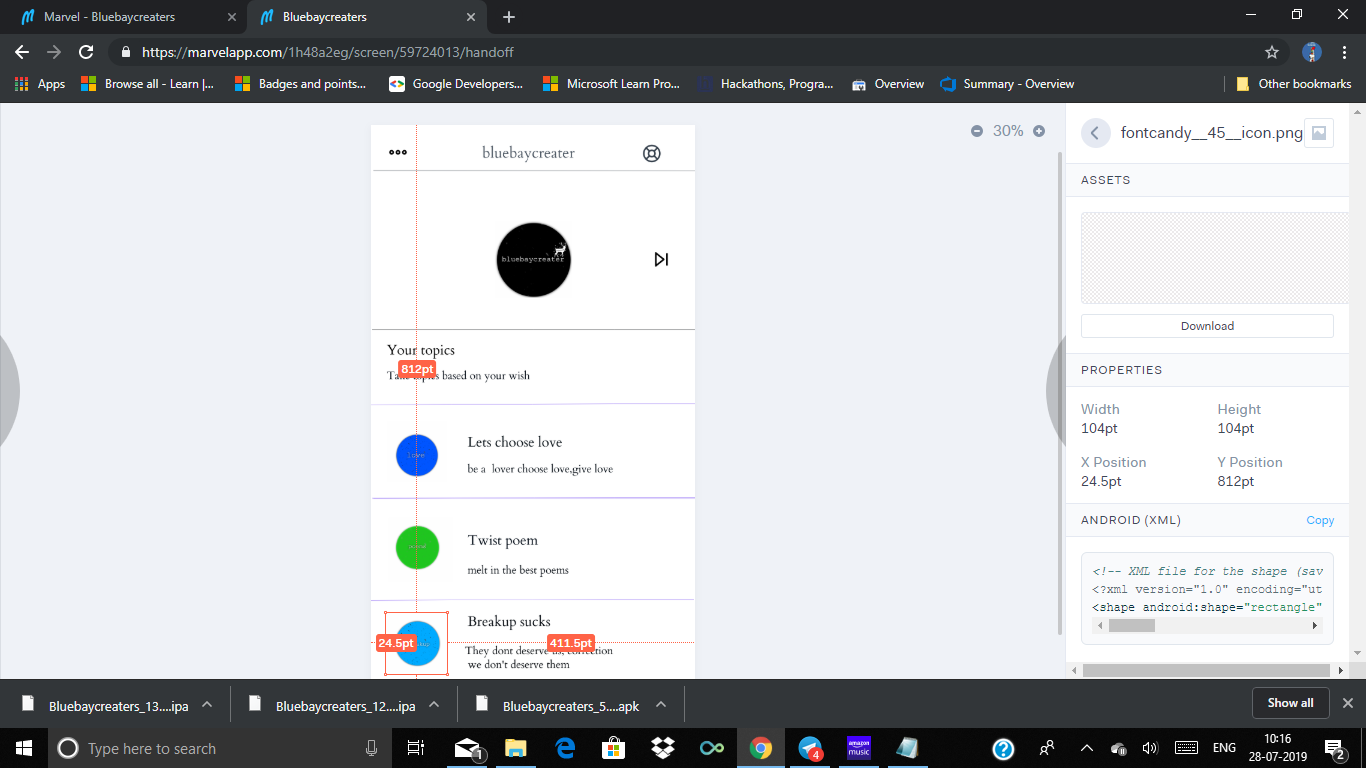 Marvel - Bluebaycreaters
Bluebaycreaters
https://marvelapp.com/1h48a2eg/screen/59724013/handoff
Apps
Browse all - Learn |...
Badges and points...
Google Developers...
Microsoft Learn Pro...
Hackathons, Progra...
Overview
Summary - Overview
Other bookmarks
30%
fontcandy__45__icon.png
bluebaycreater
ASSETS
bluebaycreater
Download
Your topics
812pt
based on your wish
PROPERTIES
Width
Height
104pt
104pt
X Position
Y Position
24.5pt
812pt
Lets choose love
love
be a lover choose love,give love
ANDROID (XML)
Copy
Twist poem
melt in the best poems
<!-- XML file for the shape (sav
<?xml version="1.0" encoding="ut
<shape android:shape="rectangle"
Breakup sucks
24.5pt
411.5pt
They dont deserve
we don't deserve them
Bluebaycreaters_13....ipa
Bluebaycreaters_12....ipa
Bluebaycreaters_5....apk
Show all
Type here to search
1
4
amazon
music
ENG
10:16
28-07-2019
2